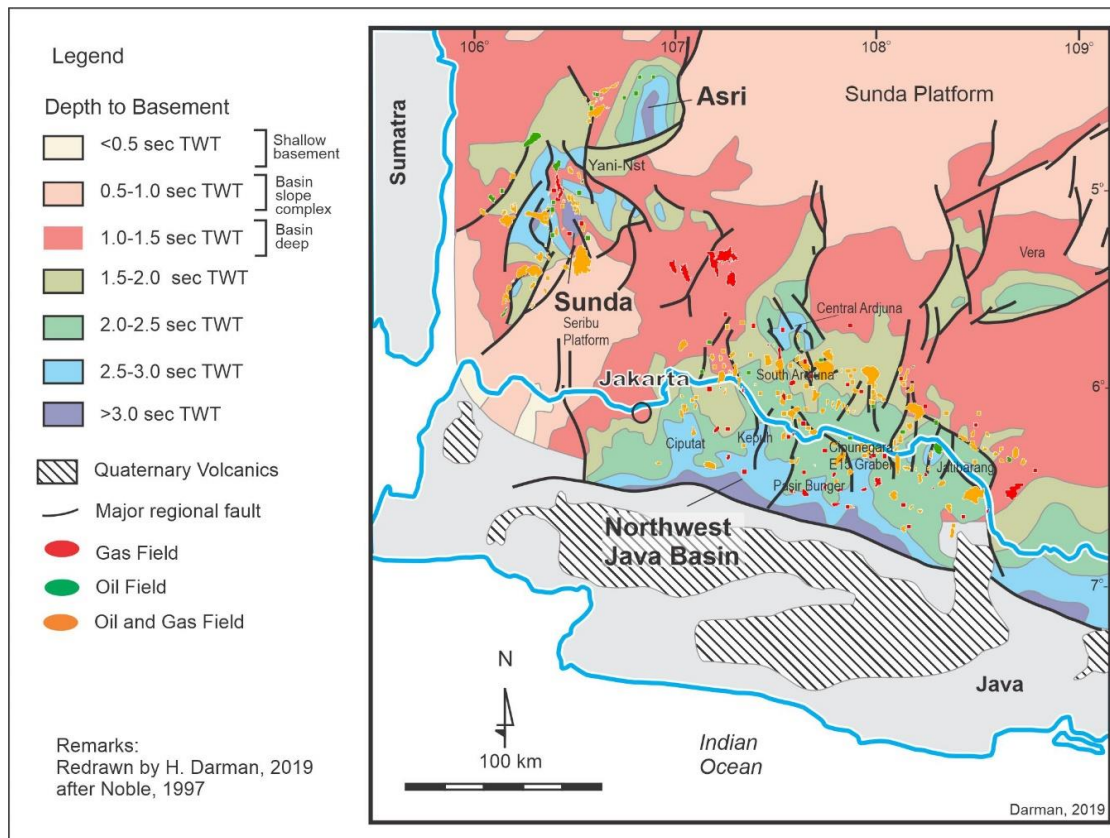 Legend
Depth to Basement
<0.5 sec TWT
Shallow
basement
0.5-1.0 sec TWT
Basin
slope
complex
1.0-1.5 sec TWT
Basin
deep
1.5-2.0 sec TWT
2.0-2.5 sec TWT
2.5-3.0 sec TWT
>3.0 sec TWT
Quaternary Volcanics
Major regional fault
Gas Field
Oil Field
Oil and Gas Field
Remarks:
Redrawn by H. Darman, 2019
after Noble, 1997
N
100 km
106°
107°
108°
109°
5°
6°
7°
Sumatra
Asri
Sunda Platform
Yani-Nst
Vera
Sunda
Seribu
Platform
Central Ardjuna
South Ardjuna
Jakarta
Ciputat
Kepuh
Cipunegara
E15 Graben
Jatibarang
Pasir Bunger
Northwest
Java Basin
Java
Indian
Ocean
Darman, 2019